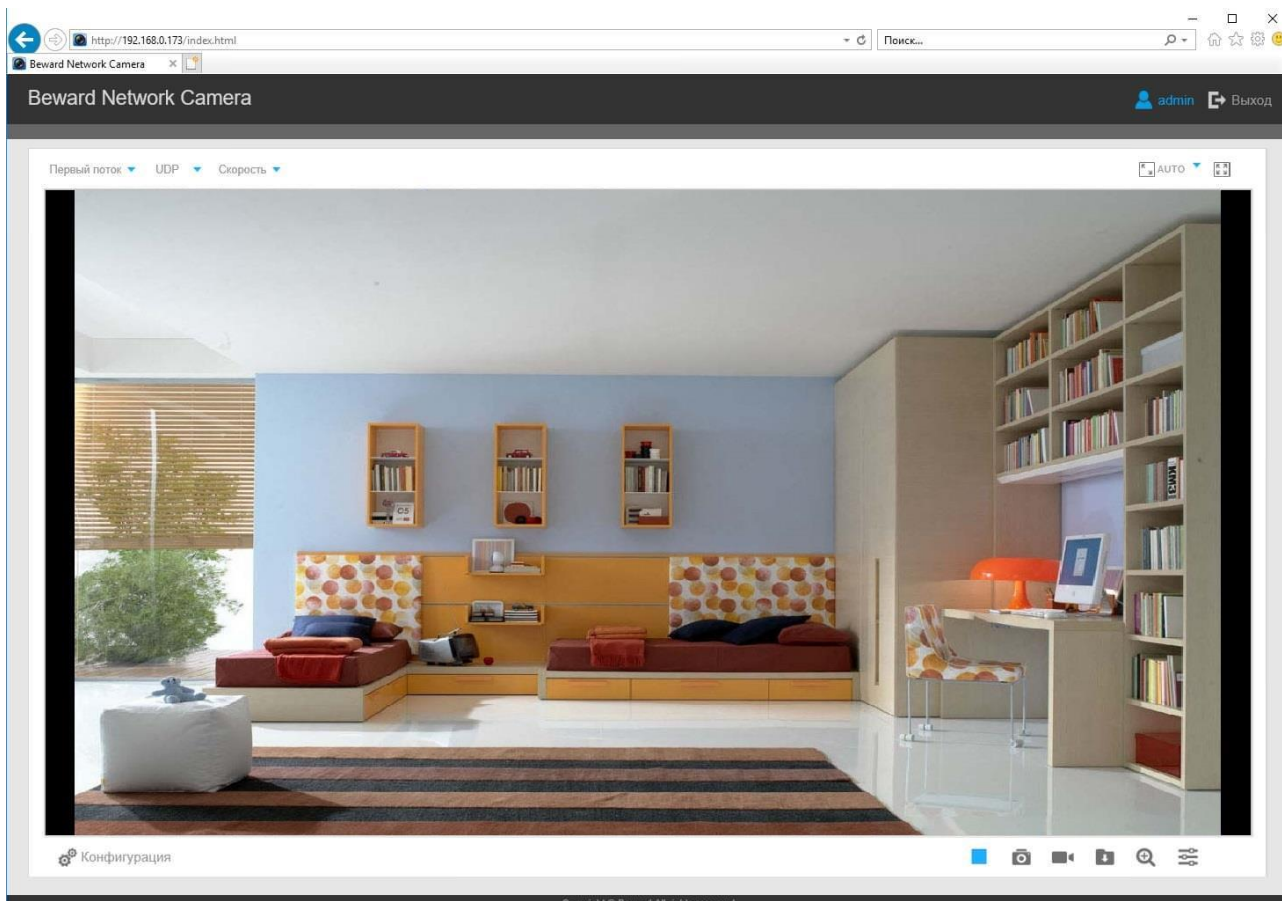 http://192.168.0.173/index.html
Поиск...
Beward Network Camera
Beward Network Camera
admin
Выход
Первый поток
UDP
Скорость
AUTO
05
Конфигурация